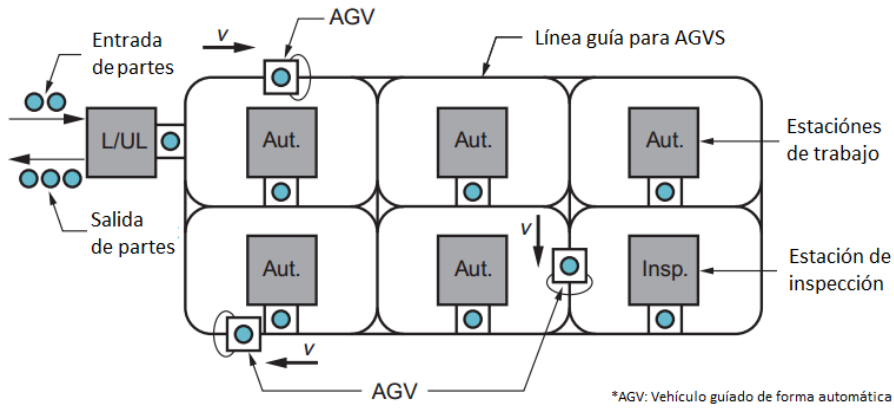 AGV
Entrada
de partes
v
Línea guía para AGVS
L/UL
Aut.
Aut.
Aut.
Estaciónes
de trabajo
Salida
de partes
v
Aut.
Aut.
Insp.
Estación de
inspección
v
AGV
*AGV: Vehículo guíado de forma automática